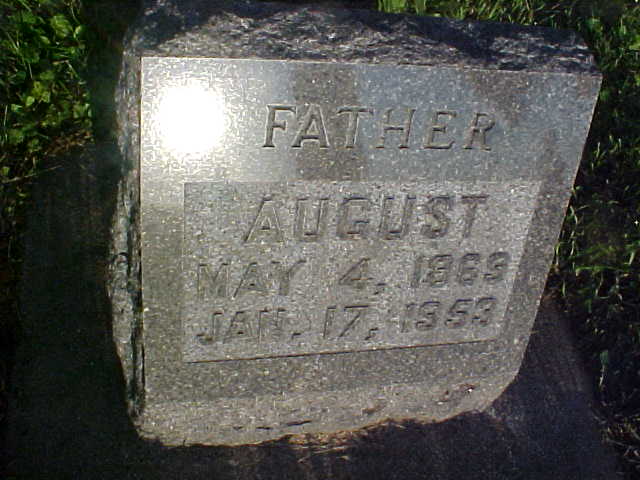 FATHER
AUGUST
MAY 4, 1869
JAN. 17, 1953